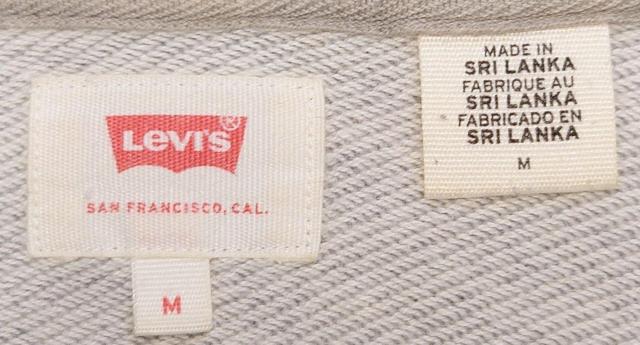 LEVI'S®
SAN FRANCISCO, CAL.
M
MADE IN
SRI LANKA
FABRIQUE AU
SRI LANKA
FABRICADO EN
SRI LANKA
M